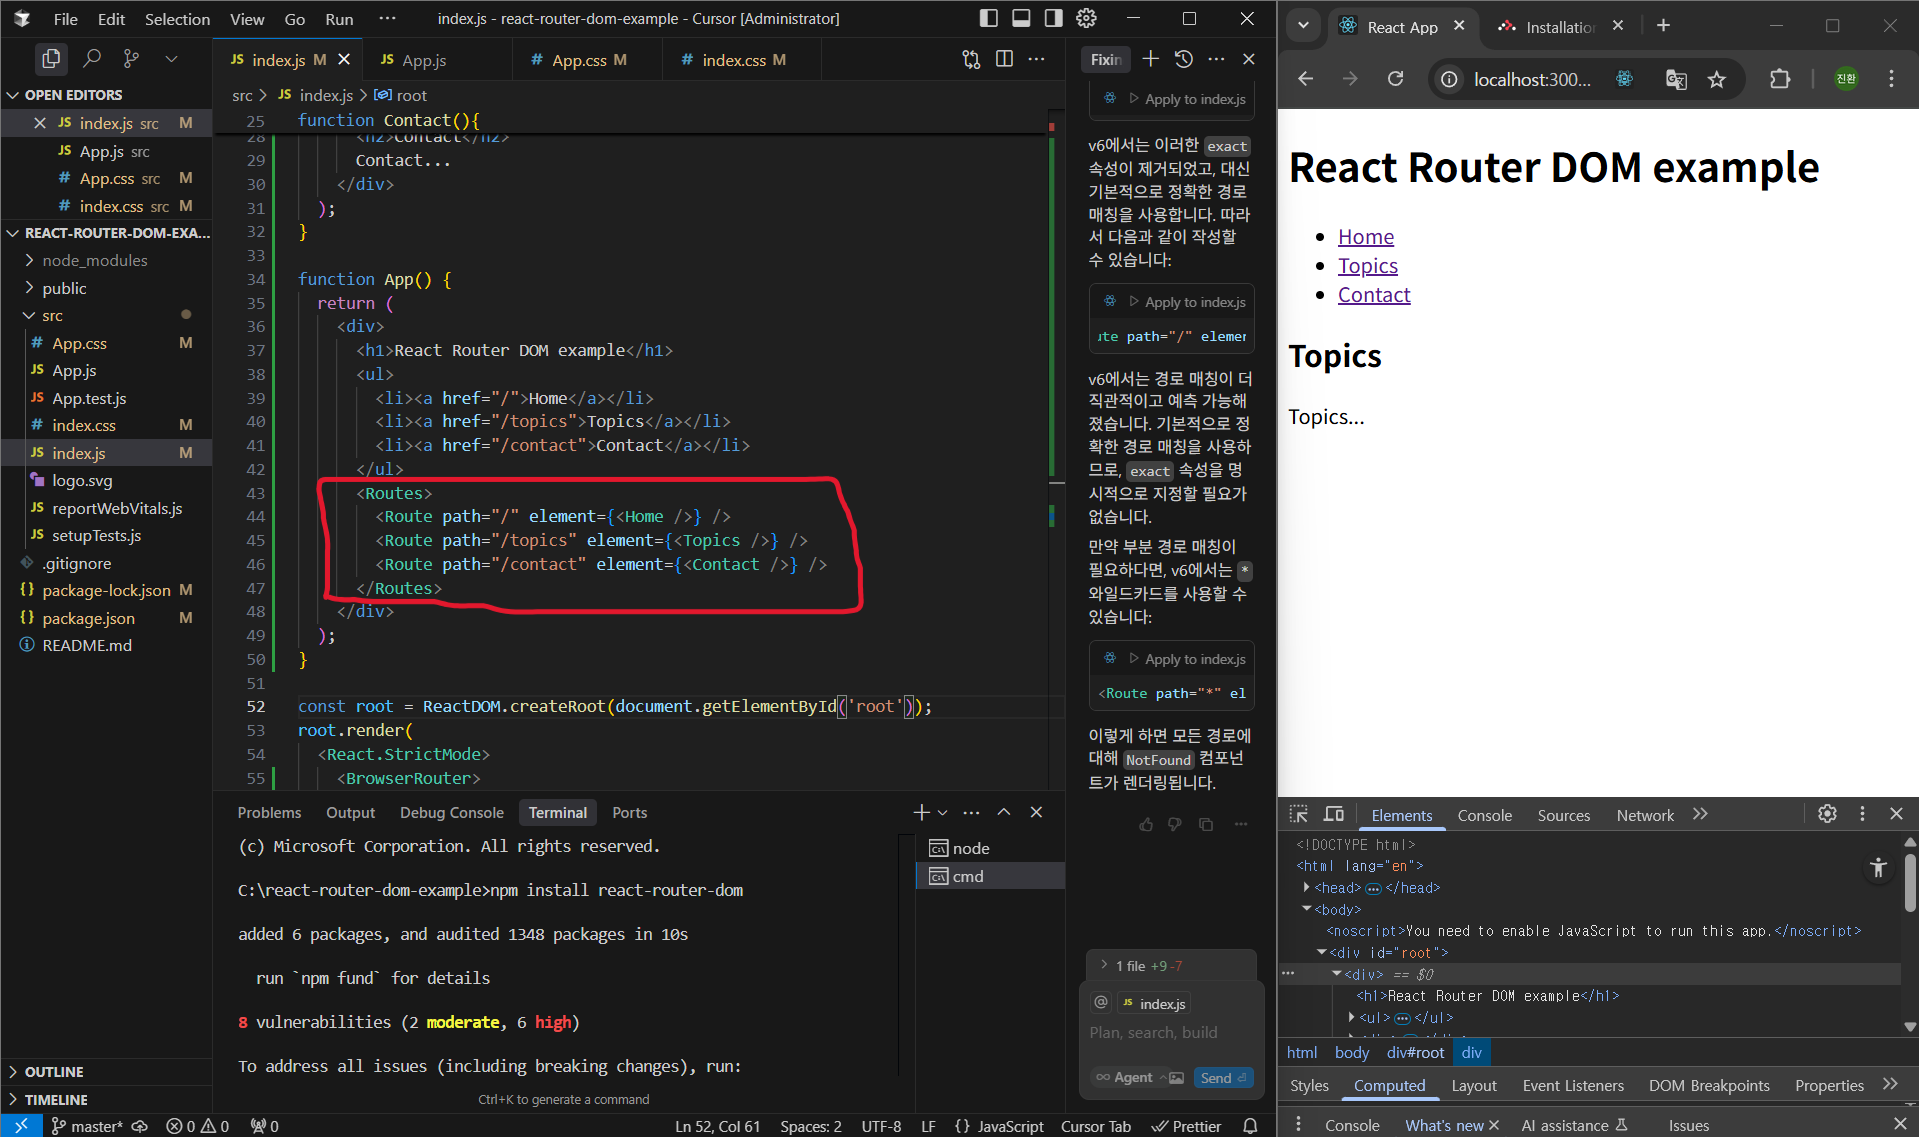 File Edit Selection View Go Run ··· index.js - react-router-dom-example - Cursor [Administrator]
OPEN EDITORS
JS index.js src M
JS App.js src
# App.css src M
# index.css src M
REACT-ROUTER-DOM-EXA...
node_modules
public
src
# App.css M
JS App.js
JS App.test.js
# index.css M
JS index.js M
logo.svg
JS reportWebVitals.js
JS setupTests.js
.gitignore
{} package-lock.json M
{} package.json M
README.md
OUTLINE
TIMELINE
JS index.js M
JS App.js
# App.css M
# index.css M
src > JS index.js > root
25 function Contact(){
28 <h2>Contact</h2>
29 Contact...
30 </div>
31 );
32 }
33
34 function App() {
35 return (
36 <div>
37 <h1>React Router DOM example</h1>
38 <ul>
39 <li><a href="/">Home</a></li>
40 <li><a href="/topics">Topics</a></li>
41 <li><a href="/contact">Contact</a></li>
42 </ul>
43 <Routes>
44 <Route path="/" element={<Home />} />
45 <Route path="/topics" element={<Topics />} />
46 <Route path="/contact" element={<Contact />} />
47 </Routes>
48 </div>
49 );
50 }
51
52 const root = ReactDOM.createRoot(document.getElementById('root'));
53 root.render(
54 <React.StrictMode>
55 <BrowserRouter>
Problems Output Debug Console Terminal Ports
(c) Microsoft Corporation. All rights reserved.
C:\react-router-dom-example>npm install react-router-dom
added 6 packages, and audited 1348 packages in 10s
run `npm fund` for details
8 vulnerabilities (2 moderate, 6 high)
To address all issues (including breaking changes), run:
Ctrl+K to generate a command
node
cmd
Fixin
Apply to index.js
v6에서는 이러한 exact
속성이 제거되었고, 대신
기본적으로 정확한 경로
매칭을 사용합니다. 따라
서 다음과 같이 작성할
수 있습니다:
Apply to index.js
ute path="/" elemen
v6에서는 경로 매칭이 더
직관적이고 예측 가능해
졌습니다. 기본적으로 정
확한 경로 매칭을 사용하
므로, exact 속성을 명
시적으로 지정할 필요가
없습니다.
만약 부분 경로 매칭이
필요하다면, v6에서는 *
와일드카드를 사용할 수
있습니다:
Apply to index.js
<Route path="*" el
이렇게 하면 모든 경로에
대해 NotFound 컴포넌
트가 렌더링됩니다.
1 file +9 -7
@ JS index.js
Plan, search, build
∞ Agent Send
master* 0 0 0 Ln 52, Col 61 Spaces: 2 UTF-8 LF {} JavaScript Cursor Tab Prettier
React App
Installation
localhost:300...
진환
React Router DOM example
Home
Topics
Contact
Topics
Topics...
Elements Console Sources Network
<!DOCTYPE html>
<html lang="en">
<head> ··· </head>
<body>
<noscript>You need to enable JavaScript to run this app.</noscript>
<div id="root">
··· <div> == $0
<h1>React Router DOM example</h1>
<ul> ··· </ul>
html body div#root div
Styles Computed Layout Event Listeners DOM Breakpoints Properties
Console What's new AI assistance Issues